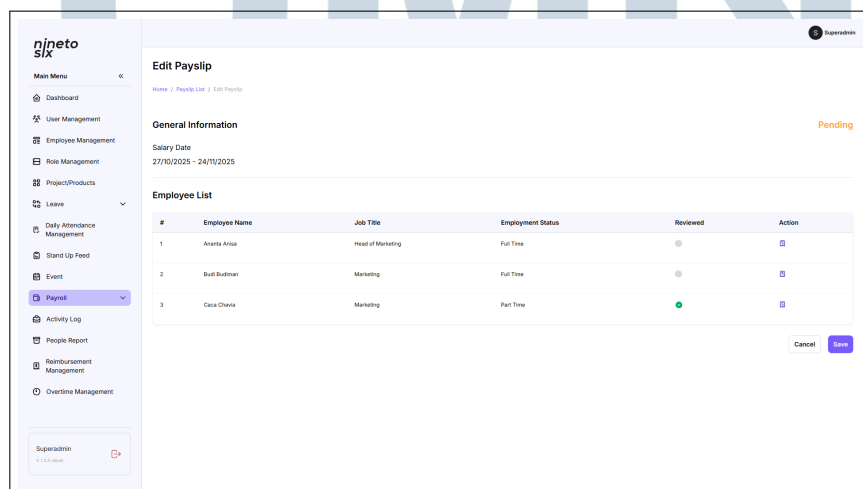 nineto
six
S Superadmin
Main Menu «
Dashboard
User Management
Employee Management
Role Management
Project/Products
Leave
Daily Attendance
Management
Stand Up Feed
Event
Payroll
Activity Log
People Report
Reimbursement
Management
Overtime Management
Superadmin
Edit Payslip
Home / Payslip List / Edit Payslip
General Information
Pending
Salary Date
27/10/2025 - 24/11/2025
Employee List
# Employee Name Job Title Employment Status Reviewed Action
1 Ananta Anisa Head of Marketing Full Time
2 Budi Budiman Marketing Full Time
3 Caca Chavia Marketing Part Time
Cancel Save